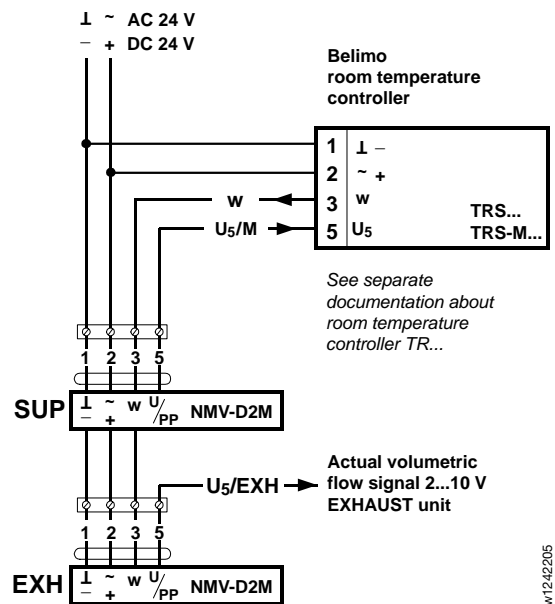 ⊥ ~ AC 24 V
– + DC 24 V
Belimo
room temperature
controller
1 ⊥ –
2 ~ +
3 w
5 U5
TRS...
TRS-M...
w
U5/M
See separate
documentation about
room temperature
controller TR...
1 2 3 5
SUP ⊥ ~ w U/PP NMV-D2M
– +
U5/EXH
Actual volumetric
flow signal 2...10 V
EXHAUST unit
1 2 3 5
EXH ⊥ ~ w U/PP NMV-D2M
– +
w1242205